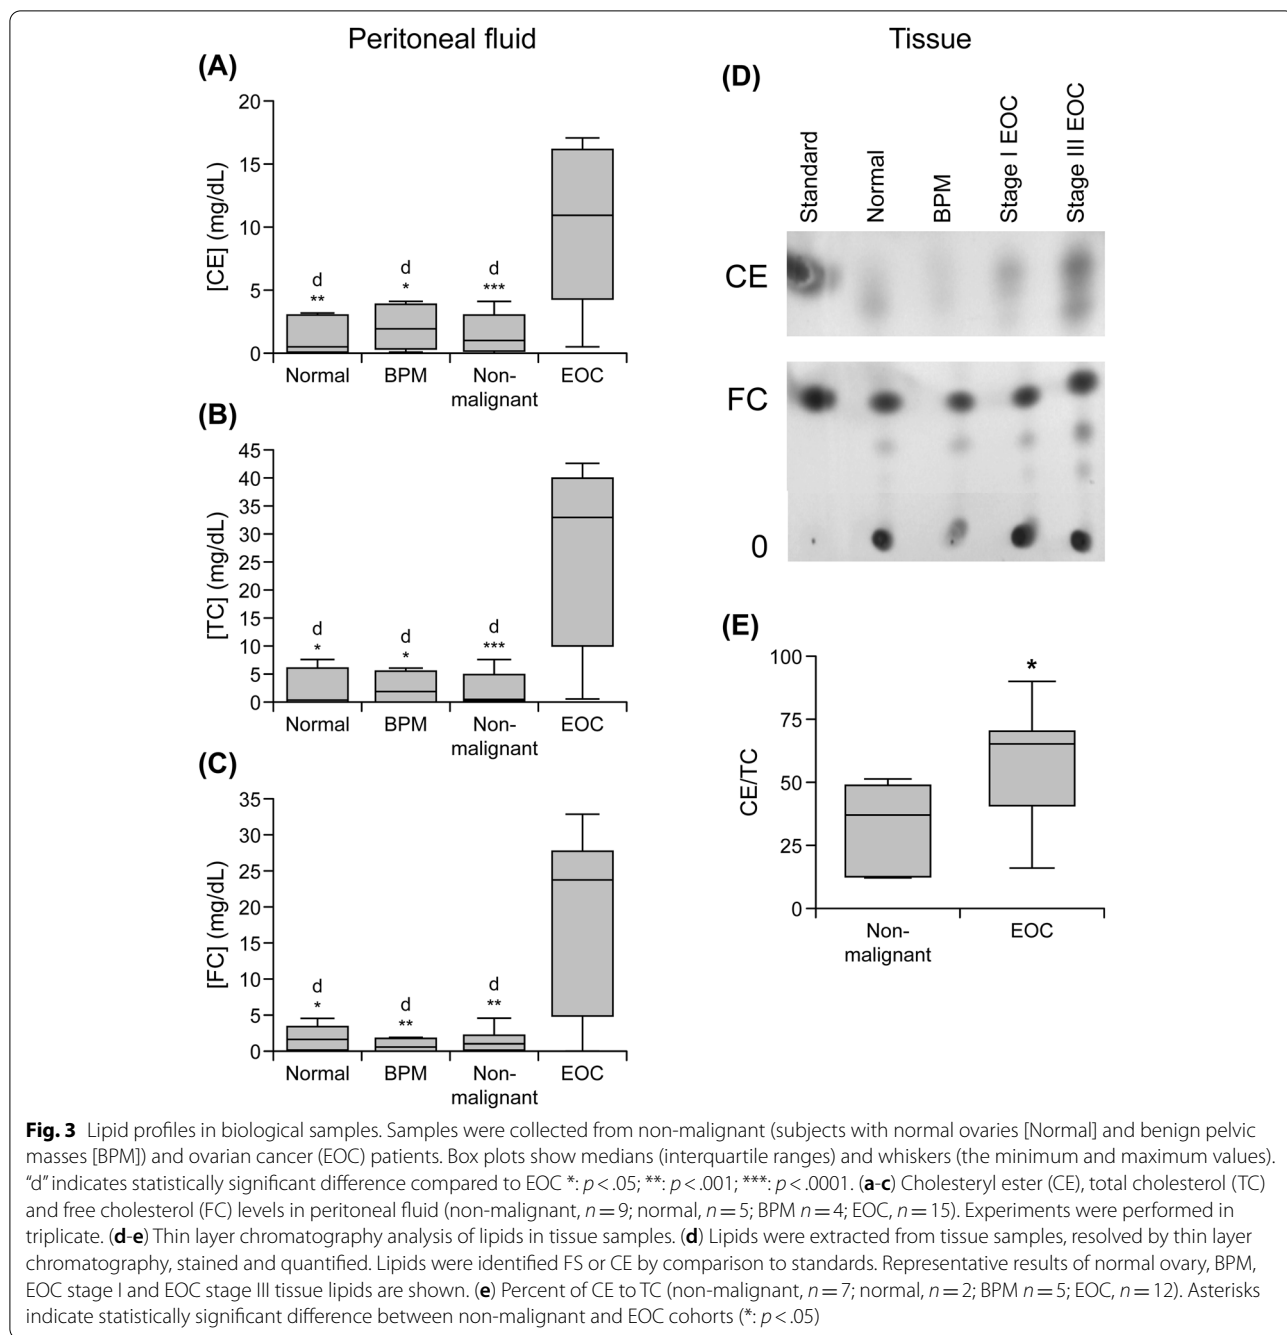 Peritoneal fluid
Tissue
(A)
[CE] (mg/dL)
20
15
10
5
0
d
**
d
*
d
***
Normal
BPM
Non-
malignant
EOC
(B)
[TC] (mg/dL)
45
35
35
30
25
20
15
10
5
0
d
*
d
*
d
***
Normal
BPM
Non-
malignant
EOC
(C)
[FC] (mg/dL)
35
30
25
20
15
10
5
0
d
*
d
**
d
**
Normal
BPM
Non-
malignant
EOC
(D)
Standard
Normal
BPM
Stage I EOC
Stage III EOC
CE
FC
0
(E)
CE/TC
100
75
50
25
0
*
Non-
malignant
EOC
Fig. 3 Lipid profiles in biological samples. Samples were collected from non-malignant (subjects with normal ovaries [Normal] and benign pelvic
masses [BPM]) and ovarian cancer (EOC) patients. Box plots show medians (interquartile ranges) and whiskers (the minimum and maximum values).
“d” indicates statistically significant difference compared to EOC *: p < .05; **: p < .001; ***: p < .0001. (a-c) Cholesteryl ester (CE), total cholesterol (TC)
and free cholesterol (FC) levels in peritoneal fluid (non-malignant, n = 9; normal, n = 5; BPM n = 4; EOC, n = 15). Experiments were performed in
triplicate. (d-e) Thin layer chromatography analysis of lipids in tissue samples. (d) Lipids were extracted from tissue samples, resolved by thin layer
chromatography, stained and quantified. Lipids were identified FS or CE by comparison to standards. Representative results of normal ovary, BPM,
EOC stage I and EOC stage III tissue lipids are shown. (e) Percent of CE to TC (non-malignant, n = 7; normal, n = 2; BPM n = 5; EOC, n = 12). Asterisks
indicate statistically significant difference between non-malignant and EOC cohorts (*: p < .05)